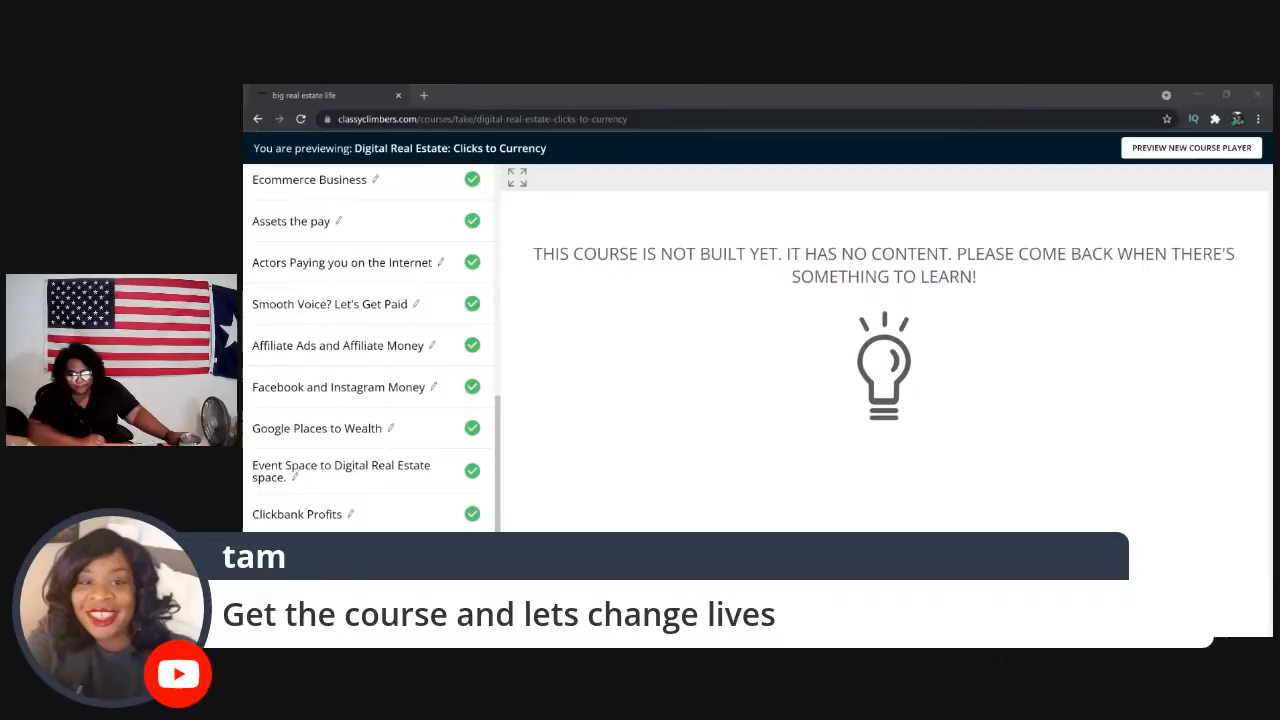 big real estate life
classyclimbers.com/courses/take/digital-real-estate-clicks-to-currency
IQ
You are previewing: Digital Real Estate: Clicks to Currency
PREVIEW NEW COURSE PLAYER
Ecommerce Business
Assets the pay
Actors Paying you on the Internet
Smooth Voice? Let's Get Paid
Affiliate Ads and Affiliate Money
Facebook and Instagram Money
Google Places to Wealth
Event Space to Digital Real Estate
space.
Clickbank Profits
THIS COURSE IS NOT BUILT YET. IT HAS NO CONTENT. PLEASE COME BACK WHEN THERE'S
SOMETHING TO LEARN!
tam
Get the course and lets change lives